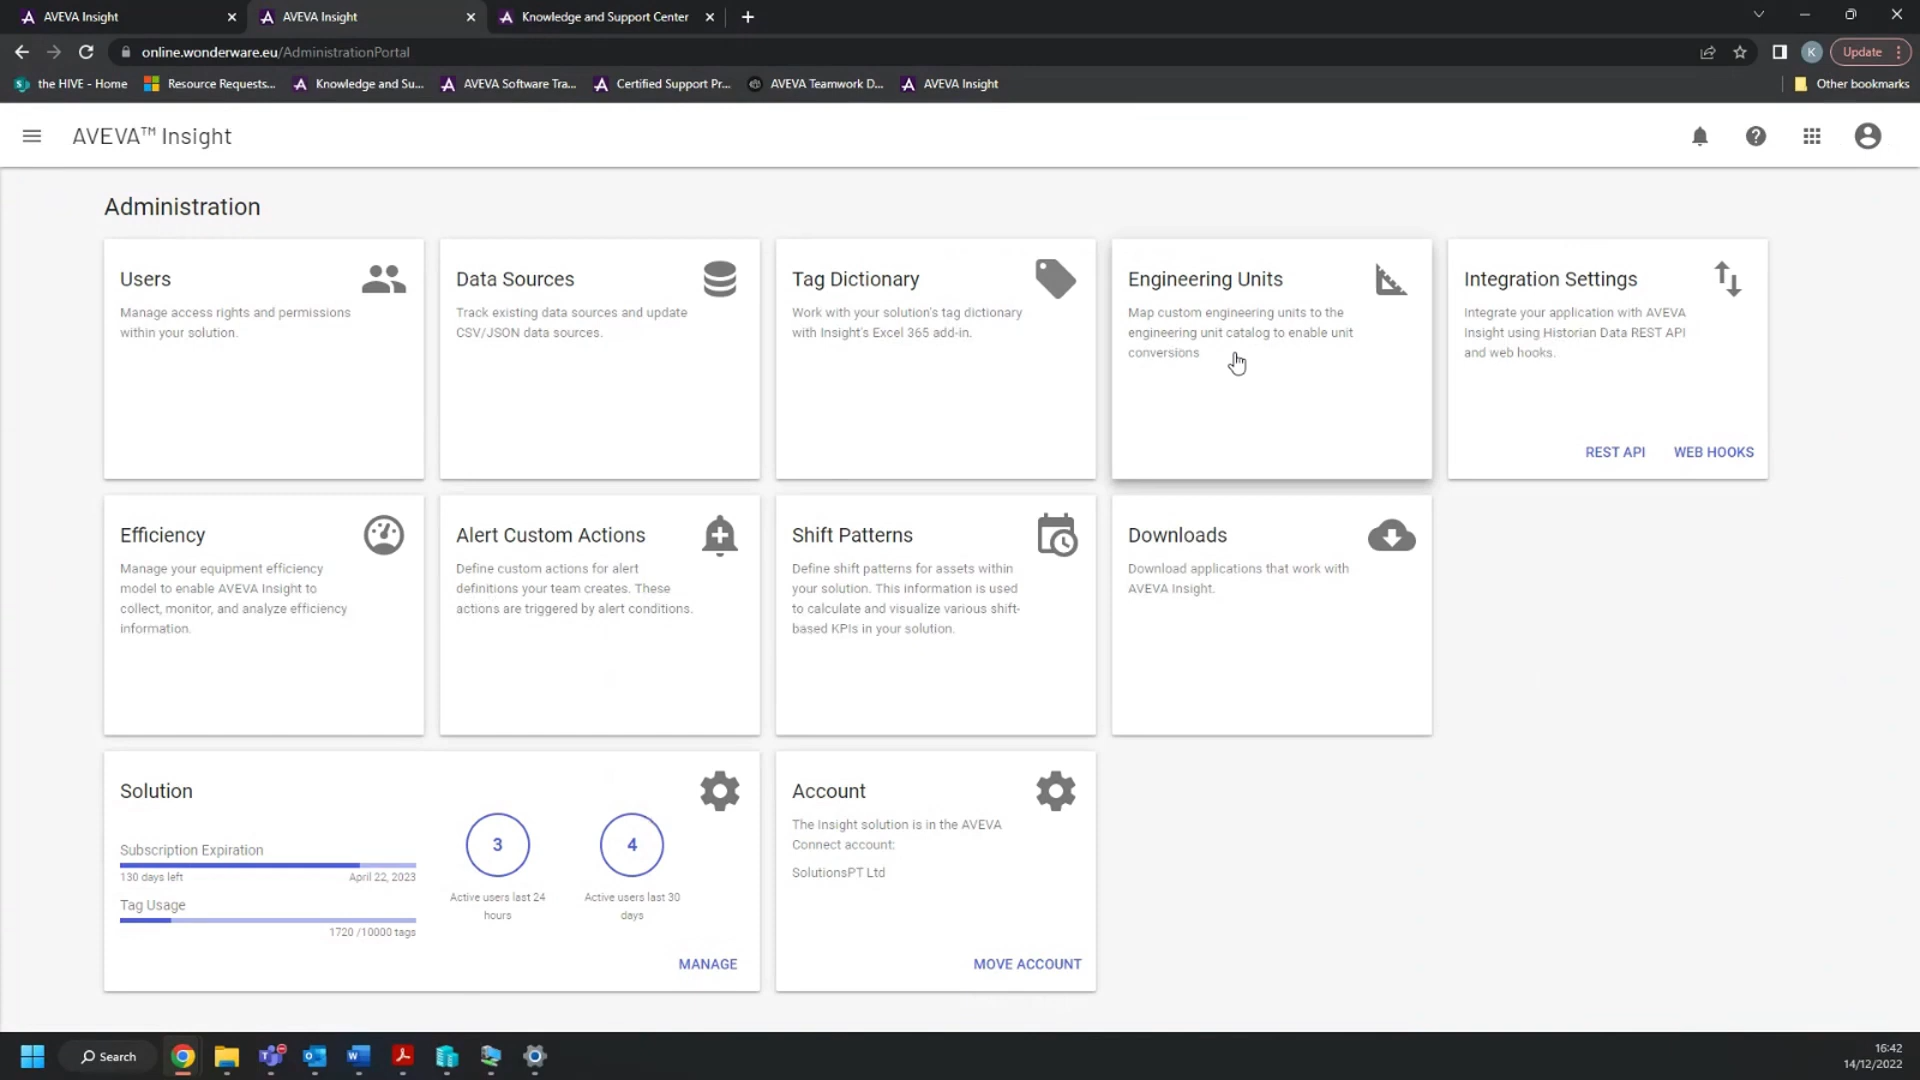 AVEVA Insight
AVEVA Insight
Knowledge and Support Center
online.wonderware.eu/AdministrationPortal
K
Update
the HIVE - Home
Resource Requests...
Knowledge and Su...
AVEVA Software Tra...
Certified Support Pr...
AVEVA Teamwork D...
AVEVA Insight
Other bookmarks
AVEVA™ Insight
Administration
Users
Manage access rights and permissions
within your solution.
Data Sources
Track existing data sources and update
CSV/JSON data sources.
Tag Dictionary
Work with your solution's tag dictionary
with Insight's Excel 365 add-in.
Engineering Units
Map custom engineering units to the
engineering unit catalog to enable unit
conversions
Integration Settings
Integrate your application with AVEVA
Insight using Historian Data REST API
and web hooks.
REST API
WEB HOOKS
Efficiency
Manage your equipment efficiency
model to enable AVEVA Insight to
collect, monitor, and analyze efficiency
information.
Alert Custom Actions
Define custom actions for alert
definitions your team creates. These
actions are triggered by alert conditions.
Shift Patterns
Define shift patterns for assets within
your solution. This information is used
to calculate and visualize various shift-
based KPIs in your solution.
Downloads
Download applications that work with
AVEVA Insight.
Solution
Subscription Expiration
130 days left
April 22, 2023
Tag Usage
1720 /10000 tags
3
Active users last 24
hours
4
Active users last 30
days
MANAGE
Account
The Insight solution is in the AVEVA
Connect account:
SolutionsPT Ltd
MOVE ACCOUNT
Search
16:42
14/12/2022